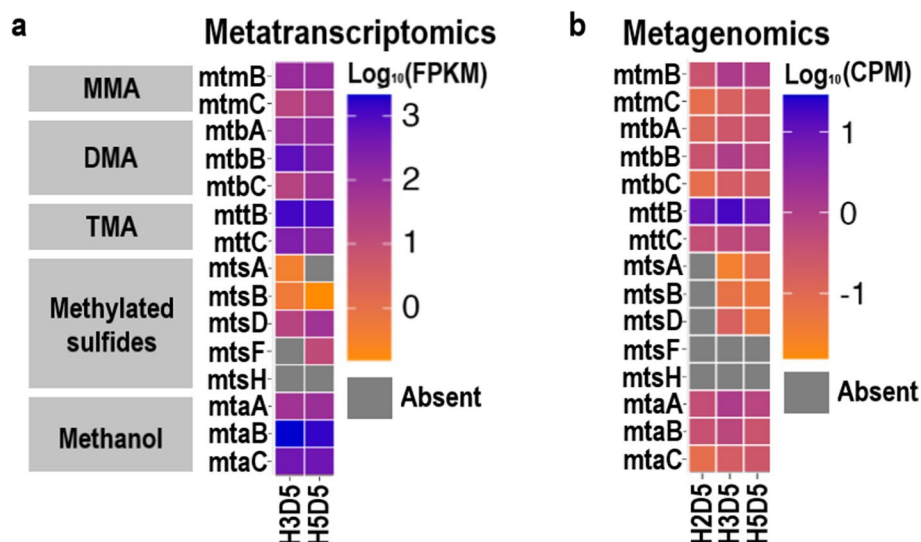 a
Metatranscriptomics
MMA
DMA
TMA
Methylated
sulfides
Methanol
mtmB
mtmC
mtbA
mtbB
mtbC
mttB
mttC
mtsA
mtsB
mtsD
mtsF
mtsH
mtaA
mtaB
mtaC
H3D5
H5D5
Log₁₀(FPKM)
3
2
1
0
Absent
b
Metagenomics
mtmB
mtmC
mtbA
mtbB
mtbC
mttB
mttC
mtsA
mtsB
mtsD
mtsF
mtsH
mtaA
mtaB
mtaC
H2D5
H3D5
H5D5
Log₁₀(CPM)
1
0
-1
Absent